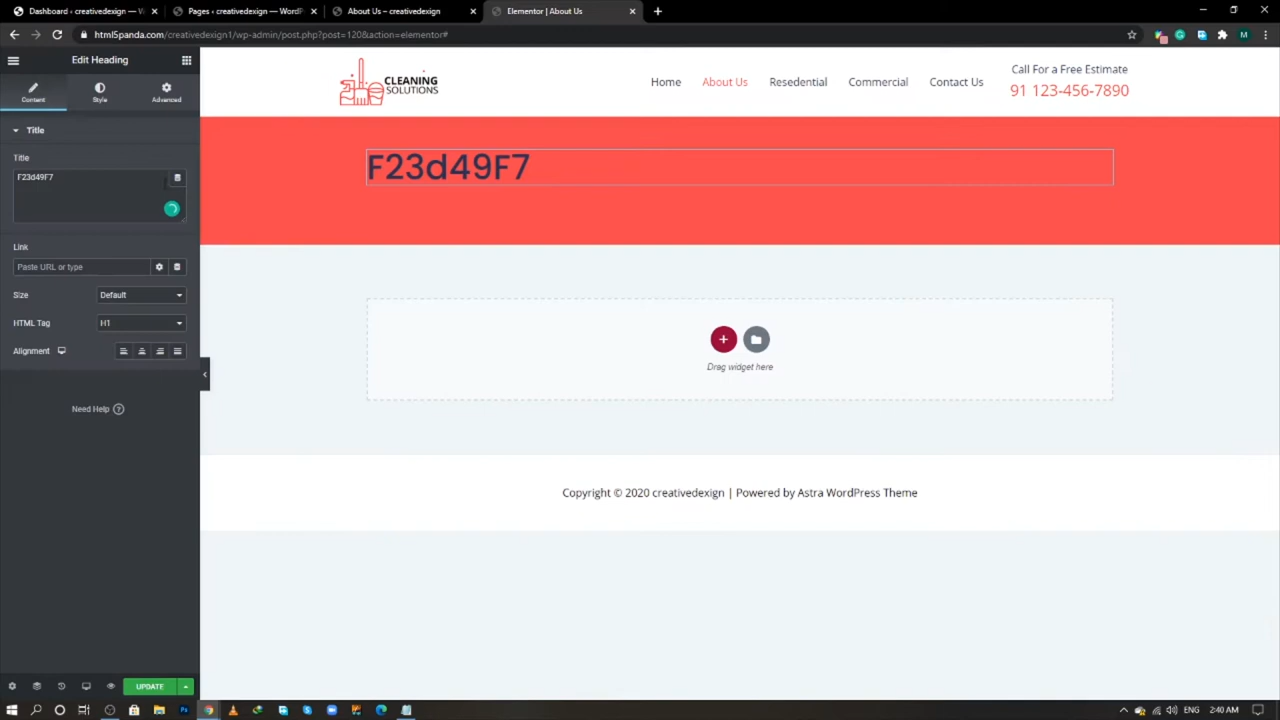 Dashboard ‹ creativedexign — W
Pages ‹ creativedexign — WordP
About Us – creativedexign
Elementor | About Us
html5panda.com/creativedexign1/wp-admin/post.php?post=120&action=elementor#
M
Edit Heading
Content
Style
Advanced
Title
Title
F23d49F7
Link
Paste URL or type
Size
Default
HTML Tag
H1
Alignment
Need Help
UPDATE
CLEANING
SOLUTIONS
Home
About Us
Resedential
Commercial
Contact Us
Call For a Free Estimate
91 123-456-7890
F23d49F7
Drag widget here
Copyright © 2020 creativedexign | Powered by Astra WordPress Theme
ENG
2:40 AM